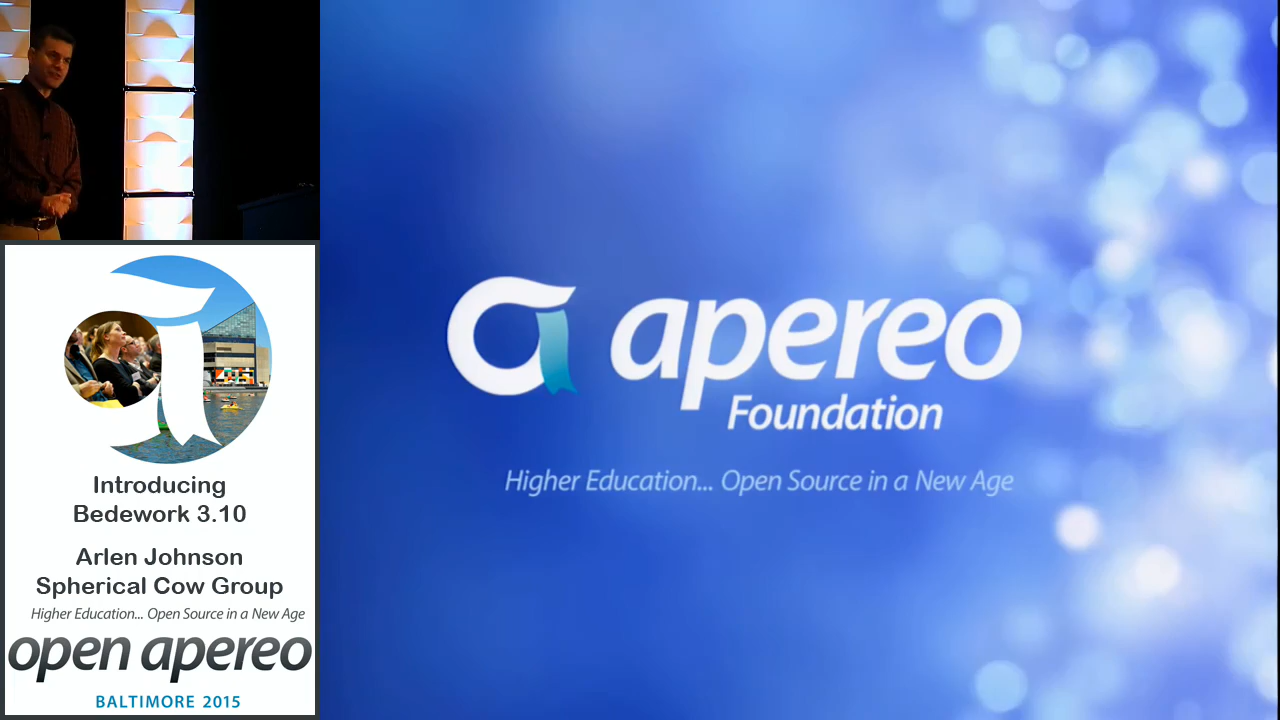 Introducing
Bedework 3.10
Arlen Johnson
Spherical Cow Group
Higher Education... Open Source in a New Age
open apereo
BALTIMORE 2015
apereo
Foundation
Higher Education... Open Source in a New Age